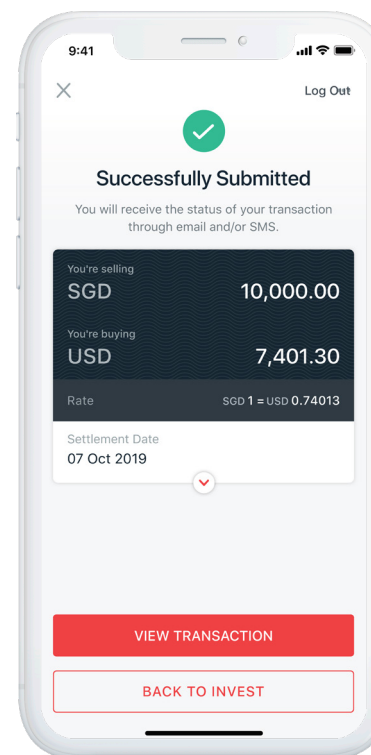 9:41
Log Out
Successfully Submitted
You will receive the status of your transaction
through email and/or SMS.
You're selling
SGD 10,000.00
You're buying
USD 7,401.30
Rate SGD 1 = USD 0.74013
Settlement Date
07 Oct 2019
VIEW TRANSACTION
BACK TO INVEST